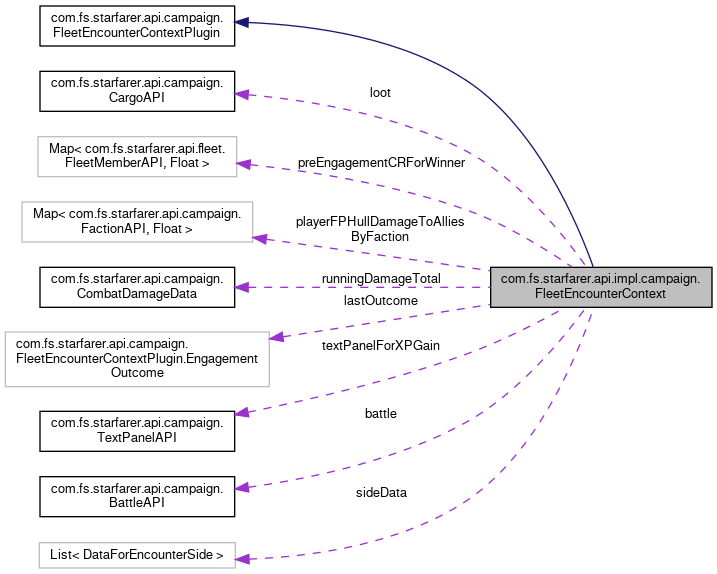 com.fs.starfarer.api.campaign.
FleetEncounterContextPlugin
com.fs.starfarer.api.campaign.
CargoAPI
loot
Map< com.fs.starfarer.api.fleet.
FleetMemberAPI, Float >
preEngagementCRForWinner
Map< com.fs.starfarer.api.campaign.
FactionAPI, Float >
playerFPHullDamageToAllies
ByFaction
com.fs.starfarer.api.campaign.
CombatDamageData
runningDamageTotal
com.fs.starfarer.api.impl.campaign.
FleetEncounterContext
lastOutcome
com.fs.starfarer.api.campaign.
FleetEncounterContextPlugin.Engagement
Outcome
textPanelForXPGain
com.fs.starfarer.api.campaign.
TextPanelAPI
battle
com.fs.starfarer.api.campaign.
BattleAPI
sideData
List< DataForEncounterSide >